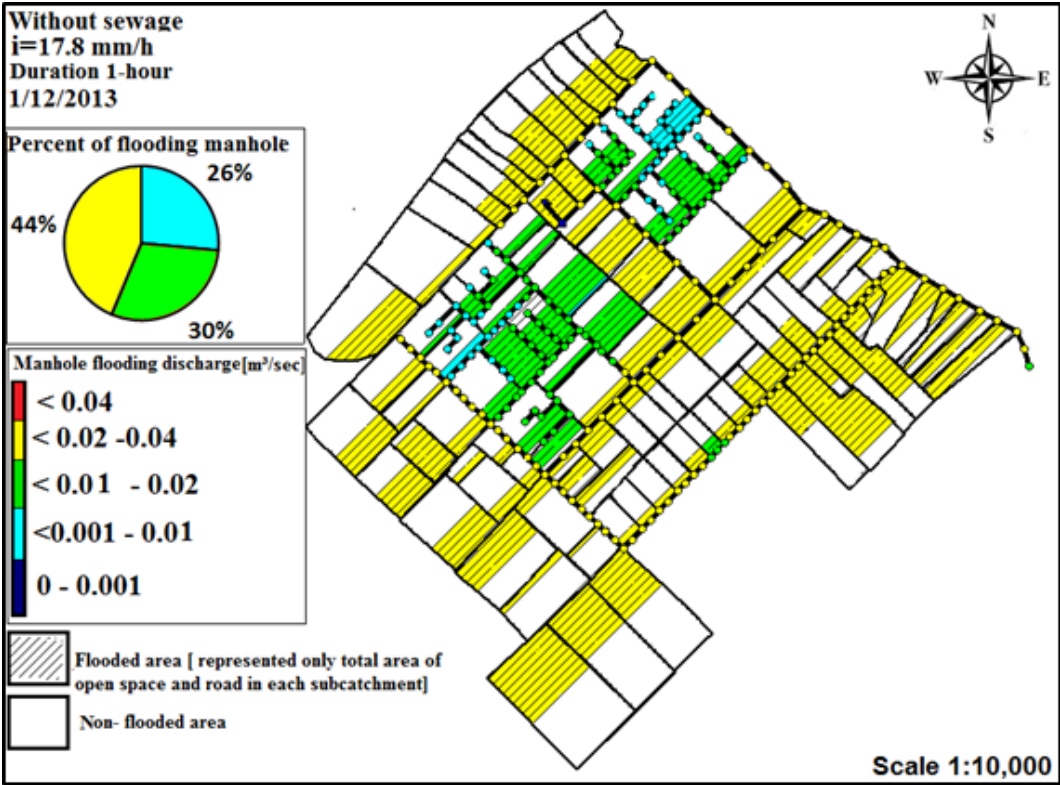 Without sewage
i=17.8 mm/h
Duration 1-hour
1/12/2013
Percent of flooding manhole
26%
44%
30%
Manhole flooding discharge[m³/sec]
< 0.04
< 0.02 -0.04
< 0.01 - 0.02
<0.001 - 0.01
0 - 0.001
Flooded area [ represented only total area of
open space and road in each subcatchment]
Non- flooded area
N
W
E
S
Scale 1:10,000